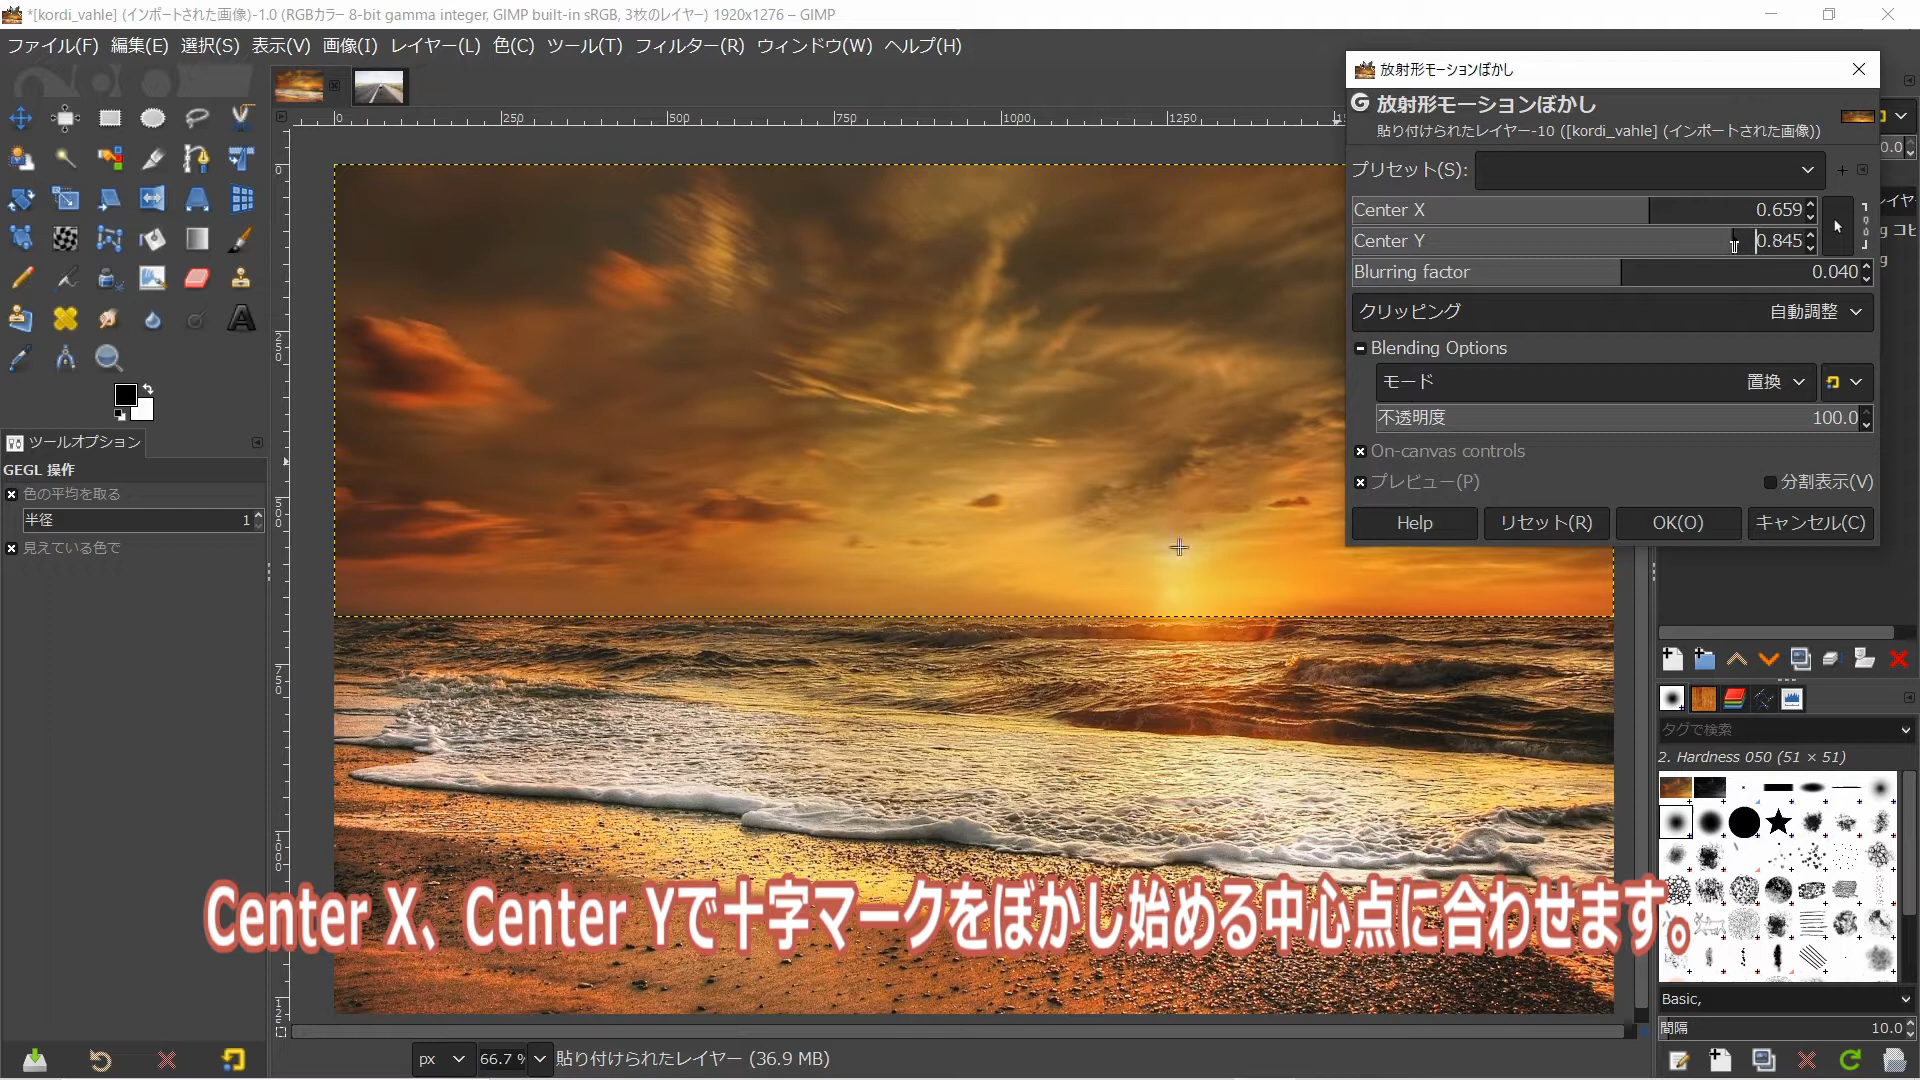 *[kordi_vahle] (インポートされた画像)-1.0 (RGBカラー 8-bit gamma integer, GIMP built-in sRGB, 3枚のレイヤー) 1920x1276 – GIMP
ファイル(F) 編集(E) 選択(S) 表示(V) 画像(I) レイヤー(L) 色(C) ツール(T) フィルター(R) ウィンドウ(W) ヘルプ(H)
放射形モーションぼかし
放射形モーションぼかし
貼り付けられたレイヤー-10 ([kordi_vahle] (インポートされた画像))
プリセット(S):
Center X 0.659
Center Y 0.845
Blurring factor 0.040
クリッピング 自動調整
Blending Options
モード 置換
不透明度 100.0
On-canvas controls
プレビュー(P) 分割表示(V)
Help リセット(R) OK(O) キャンセル(C)
0 250 500 750 1000 1250
0
250
500
750
1000
ツールオプション
GEGL 操作
色の平均を取る
半径 1
見えている色で
タグで検索
2. Hardness 050 (51 × 51)
Basic,
間隔 10.0
Center X、Center Yで十字マークをぼかし始める中心点に合わせます。
px 66.7 % 貼り付けられたレイヤー (36.9 MB)